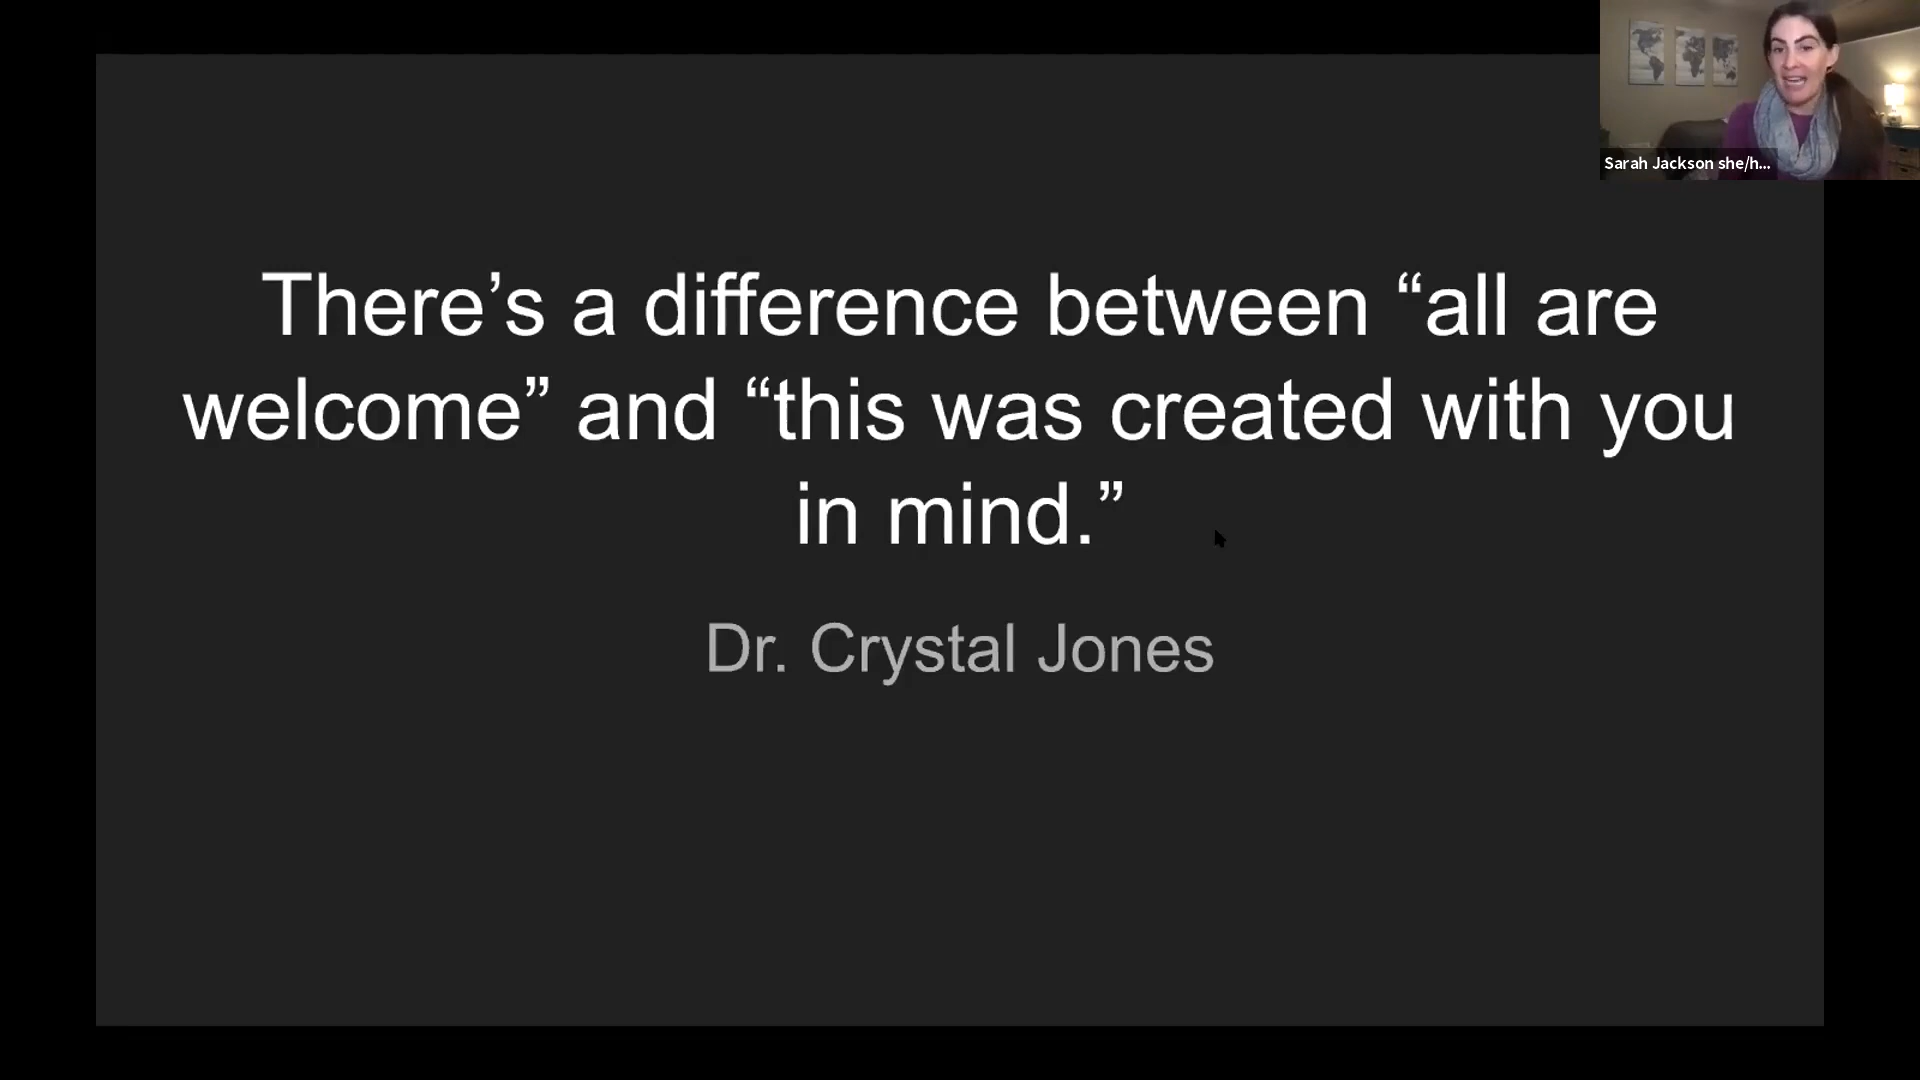 There’s a difference between “all are
welcome” and “this was created with you
in mind.”
Dr. Crystal Jones
Sarah Jackson she/h...